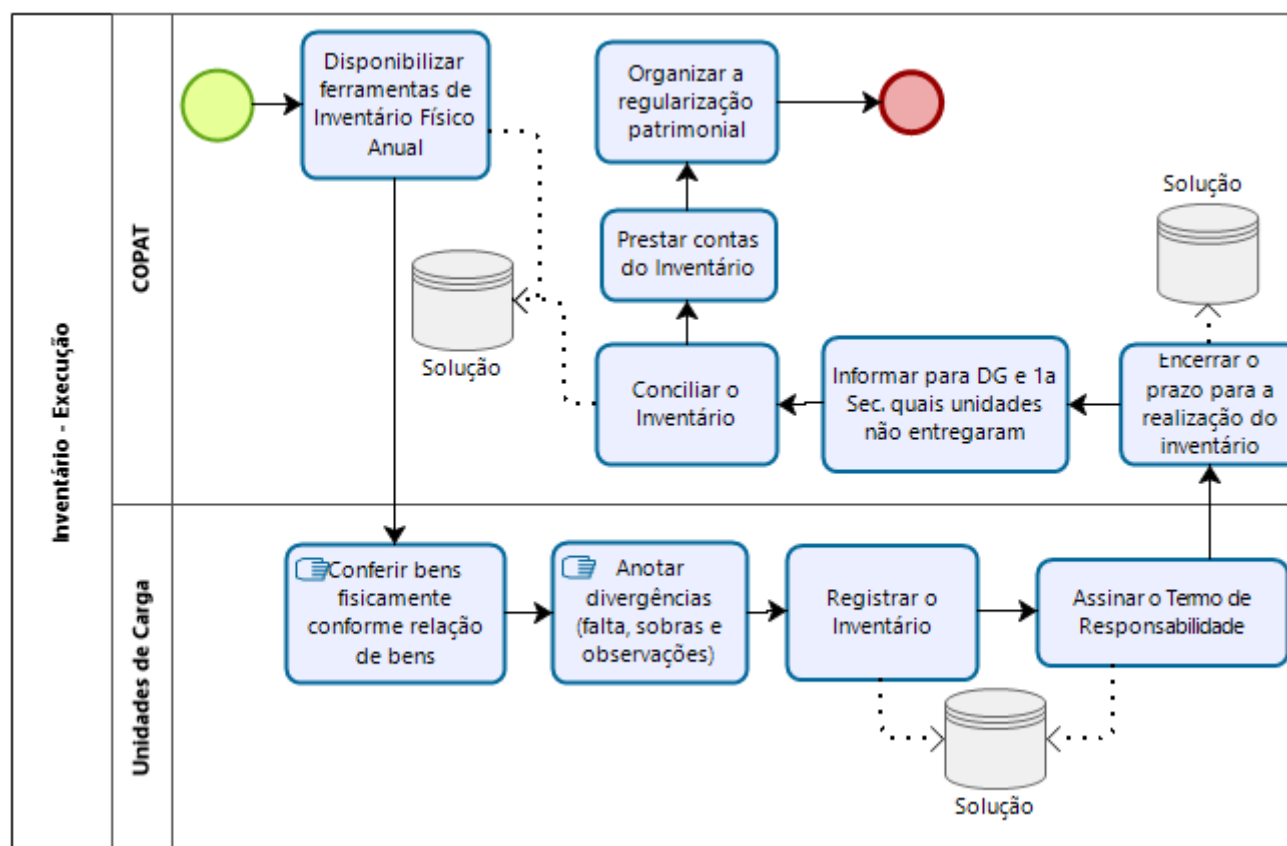 Inventário - Execução
COPAT
Disponibilizar
ferramentas de
Inventário Físico
Anual
Organizar a
regularização
patrimonial
Solução
Prestar contas
do Inventário
Solução
Conciliar o
Inventário
Informar para DG e 1a
Sec. quais unidades
não entregaram
Encerrar o
prazo para a
realização do
inventário
Unidades de Carga
Conferir bens
fisicamente
conforme relação
de bens
Anotar
divergências
(falta, sobras e
observações)
Registrar o
Inventário
Assinar o Termo de
Responsabilidade
Solução